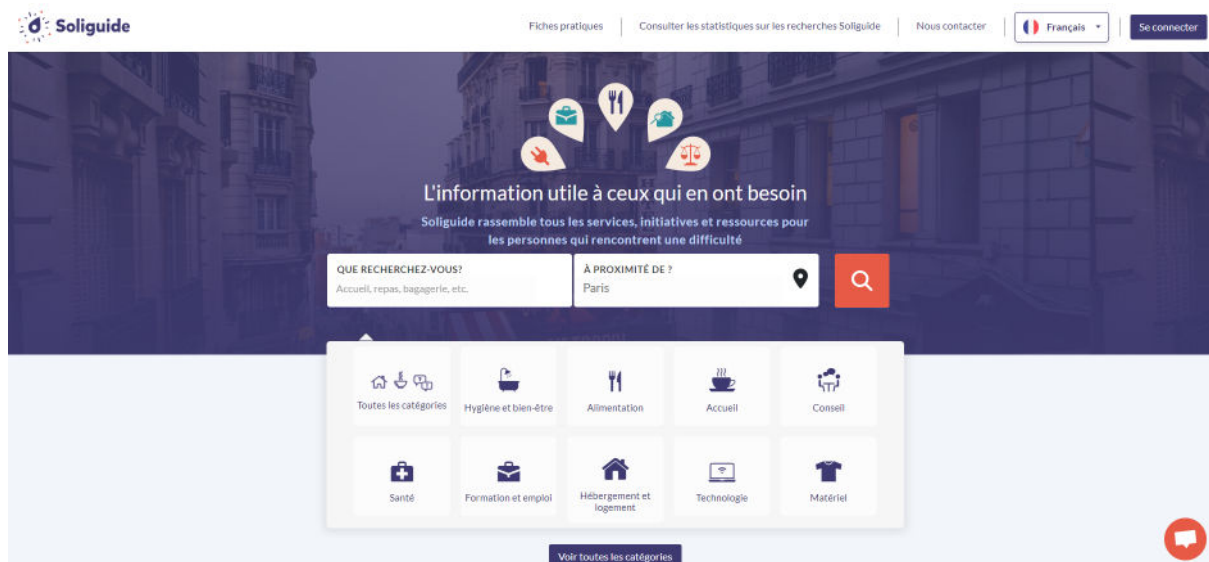 Soliguide
Fiches pratiques
Consulter les statistiques sur les recherches Soliguide
Nous contacter
Français
Se connecter
L'information utile à ceux qui en ont besoin
Soliguide rassemble tous les services, initiatives et ressources pour
les personnes qui rencontrent une difficulté
QUE RECHERCHEZ-VOUS?
Accueil, repas, bagagerie, etc.
À PROXIMITÉ DE ?
Paris
Toutes les catégories
Hygiène et bien-être
Alimentation
Accueil
Conseil
Santé
Formation et emploi
Hébergement et
logement
Technologie
Matériel
Voir toutes les catégories